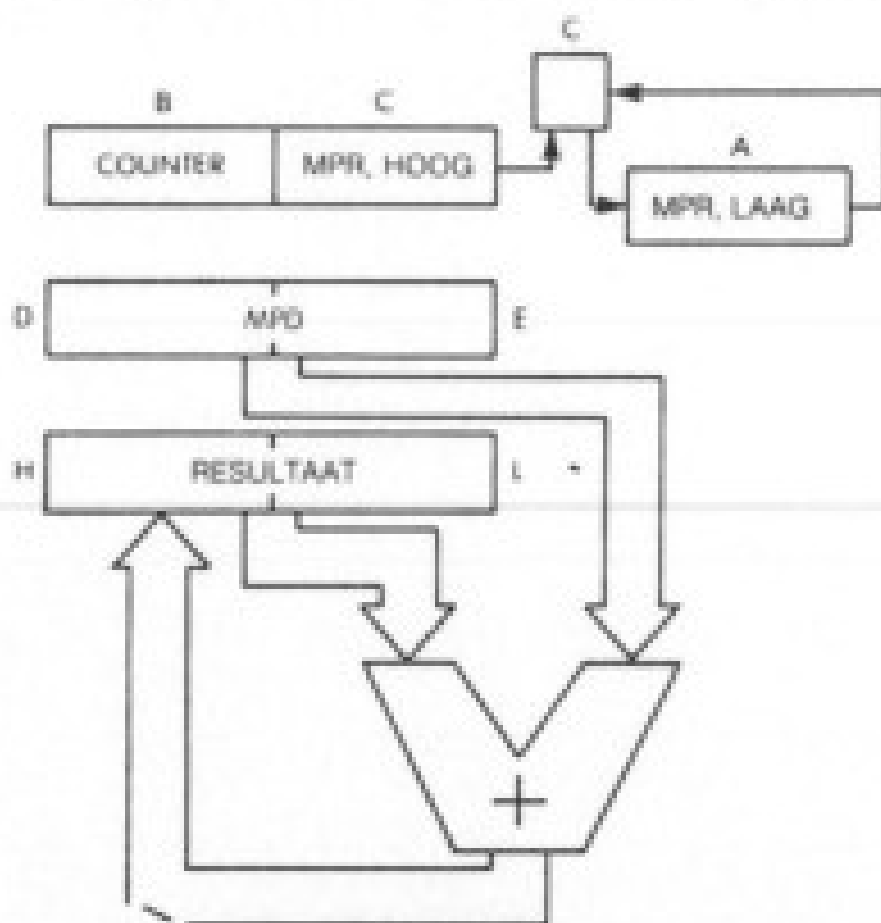 C
B C
COUNTER MPR, HOOG
A
MPR, LAAG
D MPD E
H RESULTAAT L
+